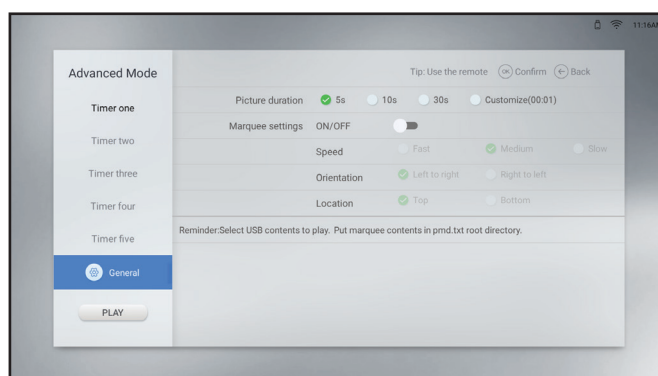 11:16AM
Advanced Mode
Tip: Use the remote OK Confirm Back
Timer one
Picture duration 5s 10s 30s Customize(00:01)
Marquee settings ON/OFF
Timer two
Speed Fast Medium Slow
Timer three
Orientation Left to right Right to left
Timer four
Location Top Bottom
Reminder:Select USB contents to play. Put marquee contents in pmd.txt root directory.
Timer five
General
PLAY